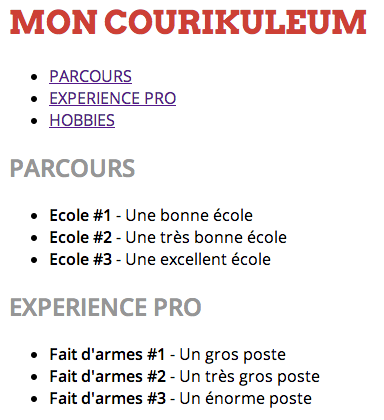 MON COURIKULEUM
PARCOURS
EXPERIENCE PRO
HOBBIES
PARCOURS
Ecole #1 - Une bonne école
Ecole #2 - Une très bonne école
Ecole #3 - Une excellent école
EXPERIENCE PRO
Fait d'armes #1 - Un gros poste
Fait d'armes #2 - Un très gros poste
Fait d'armes #3 - Un énorme poste